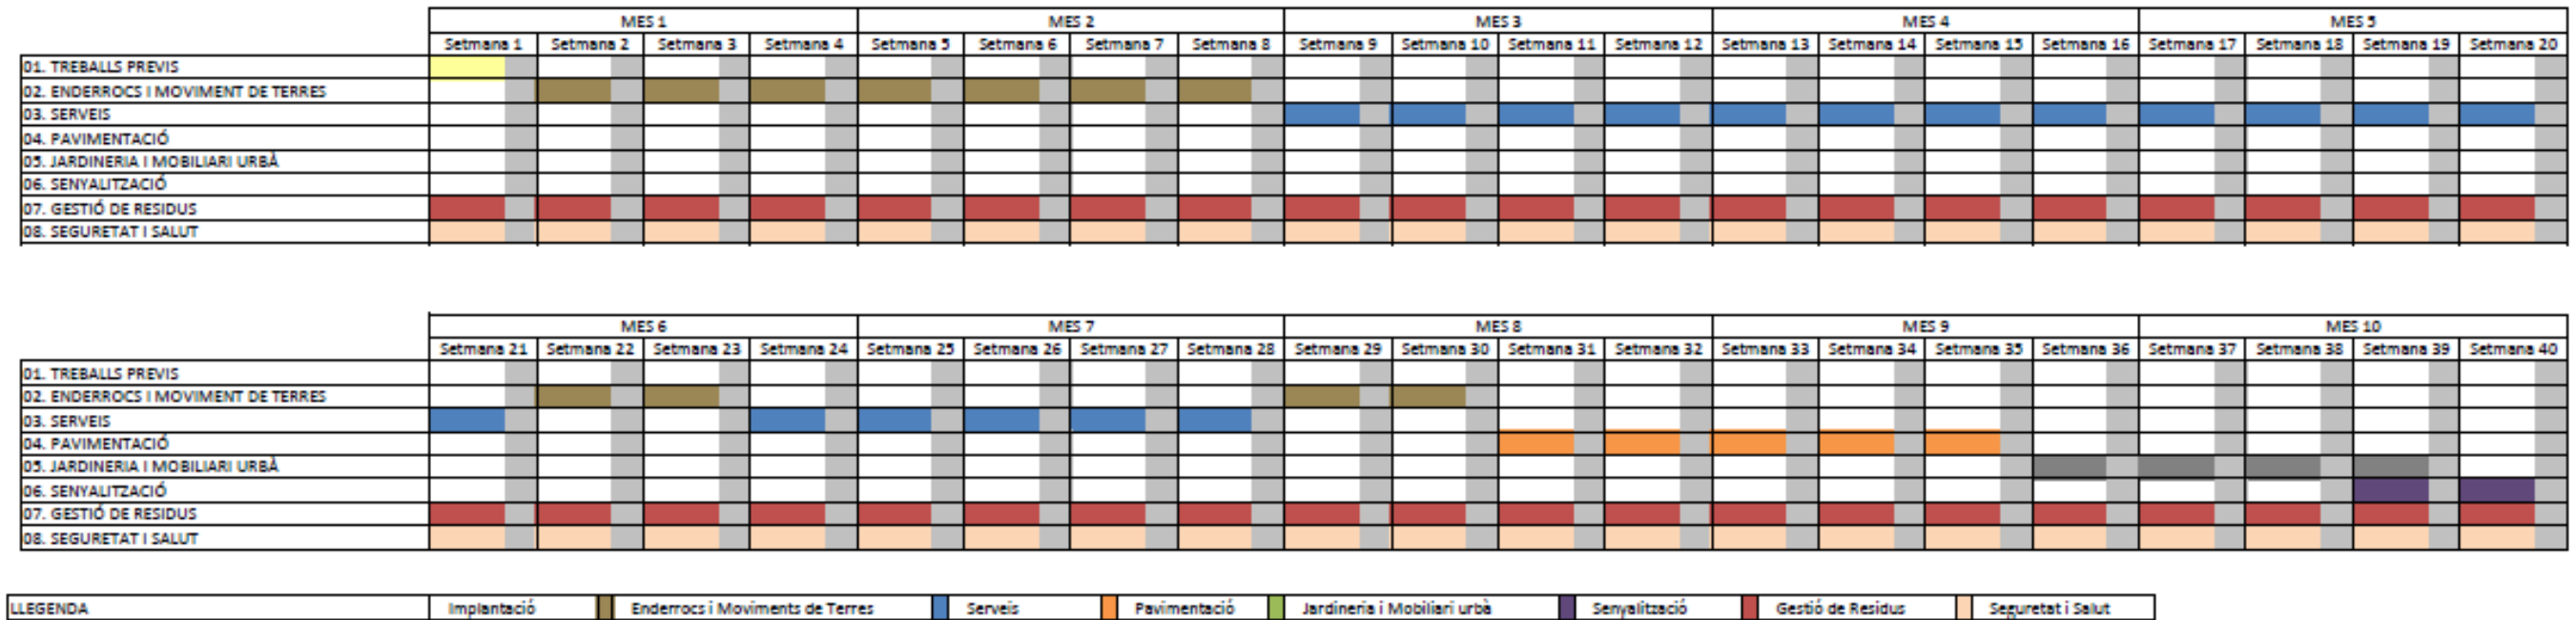 MES 1 MES 2 MES 3 MES 4 MES 5
Setmana 1 Setmana 2 Setmana 3 Setmana 4 Setmana 5 Setmana 6 Setmana 7 Setmana 8 Setmana 9 Setmana 10 Setmana 11 Setmana 12 Setmana 13 Setmana 14 Setmana 15 Setmana 16 Setmana 17 Setmana 18 Setmana 19 Setmana 20
01. TREBALLS PREVIS
02. ENDERROCS I MOVIMENT DE TERRES
03. SERVEIS
04. PAVIMENTACIÓ
05. JARDINERIA I MOBILIARI URBÀ
06. SENYALITZACIÓ
07. GESTIÓ DE RESIDUS
08. SEGURETAT I SALUT
MES 6 MES 7 MES 8 MES 9 MES 10
Setmana 21 Setmana 22 Setmana 23 Setmana 24 Setmana 25 Setmana 26 Setmana 27 Setmana 28 Setmana 29 Setmana 30 Setmana 31 Setmana 32 Setmana 33 Setmana 34 Setmana 35 Setmana 36 Setmana 37 Setmana 38 Setmana 39 Setmana 40
01. TREBALLS PREVIS
02. ENDERROCS I MOVIMENT DE TERRES
03. SERVEIS
04. PAVIMENTACIÓ
05. JARDINERIA I MOBILIARI URBÀ
06. SENYALITZACIÓ
07. GESTIÓ DE RESIDUS
08. SEGURETAT I SALUT
LLEGENDA Implantació Enderrocs i Moviments de Terres Serveis Pavimentació Jardineria i Mobiliari urbà Senyalització Gestió de Residus Seguretat i Salut